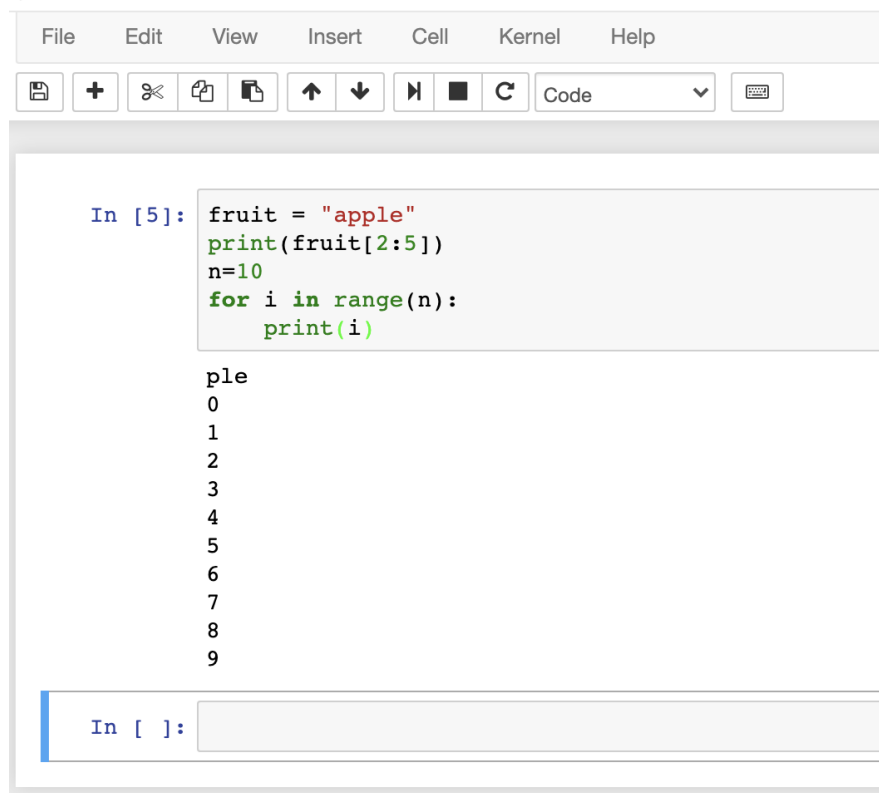 File Edit View Insert Cell Kernel Help
Code
In [5]: fruit = "apple"
print(fruit[2:5])
n=10
for i in range(n):
    print(i)
ple
0
1
2
3
4
5
6
7
8
9
In [ ]: